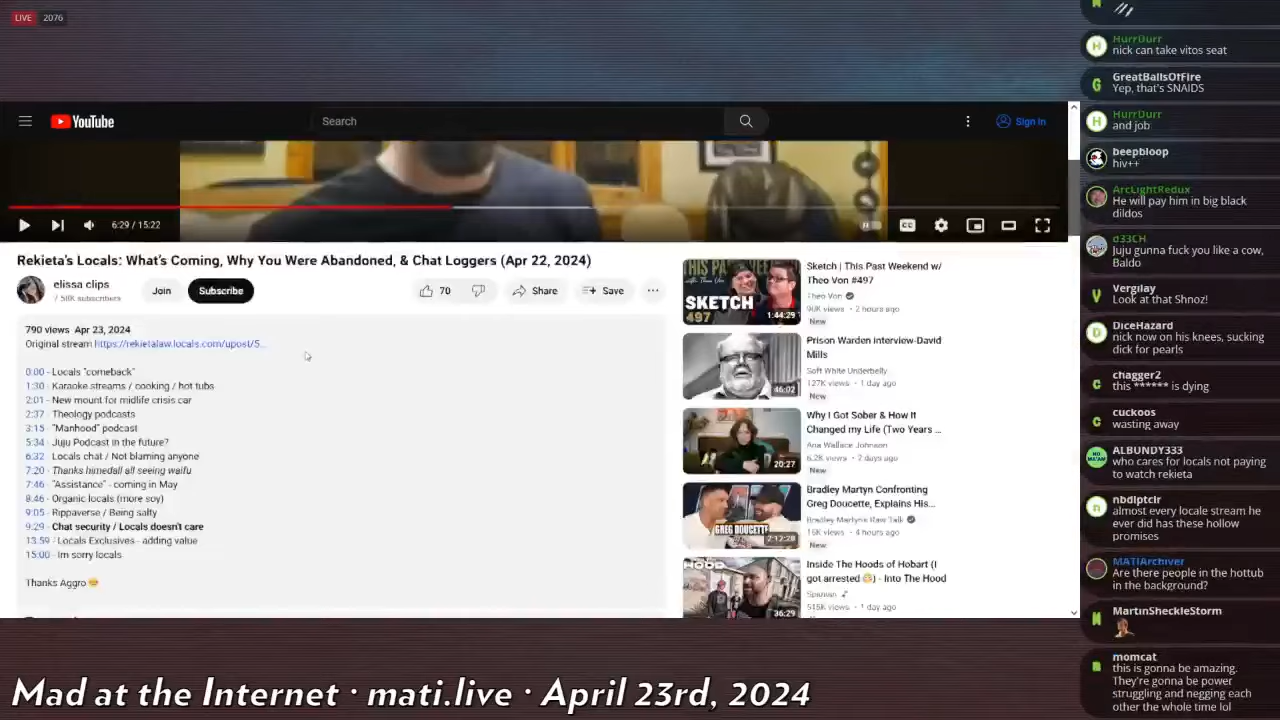 LIVE 2076
YouTube
Search
Sign in
6:29 / 15:22
CC
Rekieta's Locals: What's Coming, Why You Were Abandoned, & Chat Loggers (Apr 22, 2024)
elissa clips
7.58K subscribers
Join
Subscribe
70
Share
Save
790 views Apr 23, 2024
Original stream https://rekietalaw.locals.com/upost/5...
0:00 - Locals "comeback"
1:30 - Karaoke streams / cooking / hot tubs
2:01 - New mount for midlife crisis car
2:37 - Theology podcasts
3:15 - "Manhood" podcast
5:34 - Juju Podcast in the future?
6:32 - Locals chat / Not blaming anyone
7:20 - Thanks himedall all seeing waifu
7:46 - "Assistance" - coming in May
8:46 - Organic locals (more soy)
9:05 - Rippaverse / Being salty
9:29 - Chat security / Locals doesn't care
13:59 - Locals Exclusives - adding value
15:00 - Im sorry locals
Thanks Aggro
THIS PA
WEEK
SKETCH
497
1:44:29
Sketch | This Past Weekend w/
Theo Von #497
Theo Von
90K views • 2 hours ago
New
46:02
Prison Warden interview-David
Mills
Soft White Underbelly
127K views • 1 day ago
New
20:27
Why I Got Sober & How It
Changed my Life (Two Years ...
Ana Wallace Johnson
6.2K views • 2 days ago
New
GREG DOUCETTE
2:12:28
Bradley Martyn Confronting
Greg Doucette, Explains His...
Bradley Martyn's Raw Talk
16K views • 4 hours ago
New
HOOD
36:29
Inside The Hoods of Hobart (I
got arrested) - Into The Hood
Spanian
515K views • 1 day ago
HurrDurr
nick can take vitos seat
GreatBallsOfFire
Yep, that's SNAIDS
HurrDurr
and job
beepbloop
hiv++
ArcLightRedux
He will pay him in big black
dildos
d33CH
Juju gunna fuck you like a cow,
Baldo
Vergilay
Look at that Shnoz!
DiceHazard
nick now on his knees, sucking
dick for pearls
chagger2
this ****** is dying
cuckoos
wasting away
ALBUNDY333
who cares for locals not paying
to watch rekieta
nbdlptclr
almost every locale stream he
ever did has these hollow
promises
MATIArchiver
Are there people in the hottub
in the background?
MartinSheckleStorm
momcat
this is gonna be amazing.
They're gonna be power
struggling and negging each
other the whole time lol
Mad at the Internet · mati.live · April 23rd, 2024